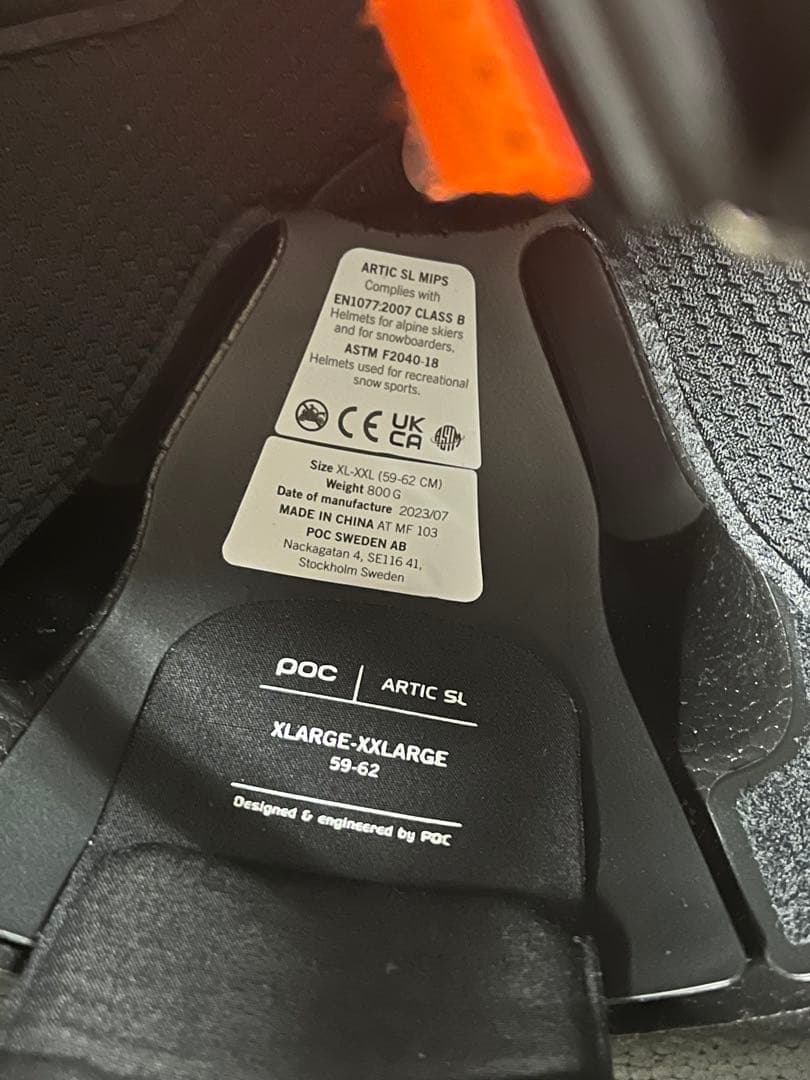 ARTIC SL MIPS
Complies with
EN1077:2007 CLASS B
Helmets for alpine skiers
and for snowboarders.
ASTM F2040-18
Helmets used for recreational
snow sports.
CE UK CA ASTM
Size XL-XXL (59-62 CM)
Weight 800 G
Date of manufacture 2023/07
MADE IN CHINA AT MF 103
POC SWEDEN AB
Nackagatan 4, SE116 41,
Stockholm Sweden
poc | ARTIC SL
XLARGE-XXLARGE
59-62
Designed & engineered by POC